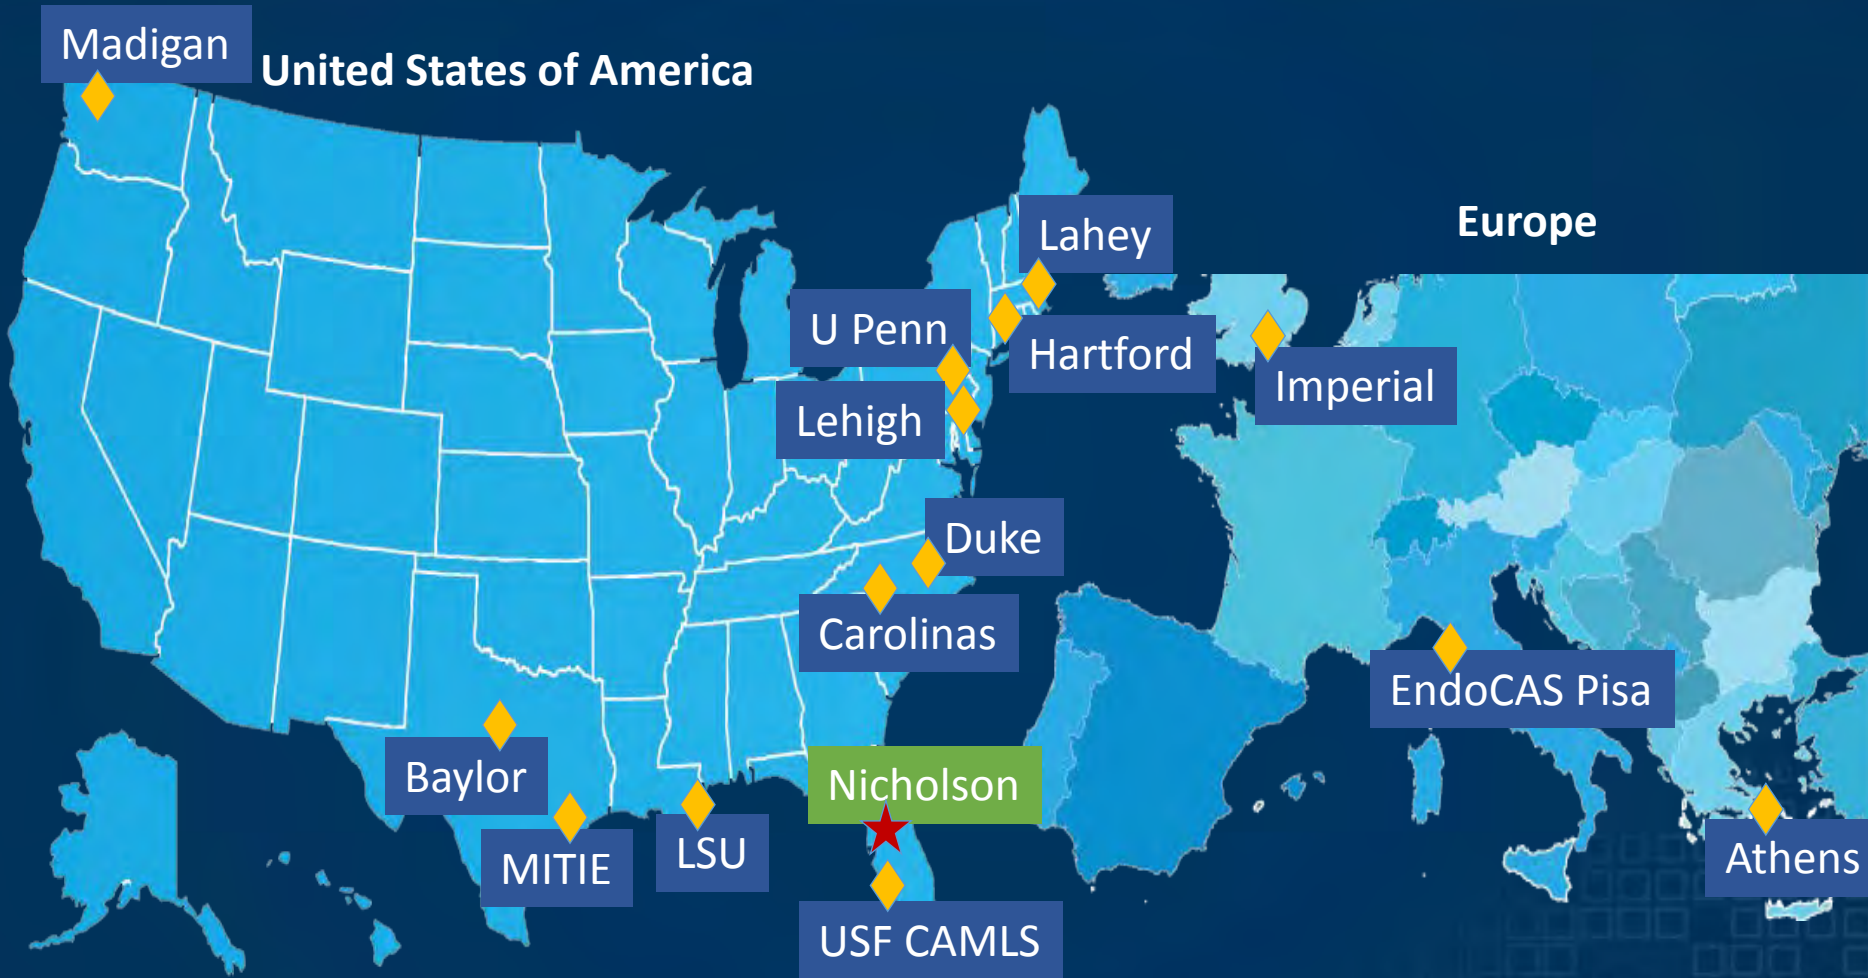 Madigan
United States of America
Lahey
Europe
U Penn
Hartford
Imperial
Lehigh
Duke
Carolinas
EndoCAS Pisa
Baylor
Nicholson
MITIE
LSU
Athens
USF CAMLS